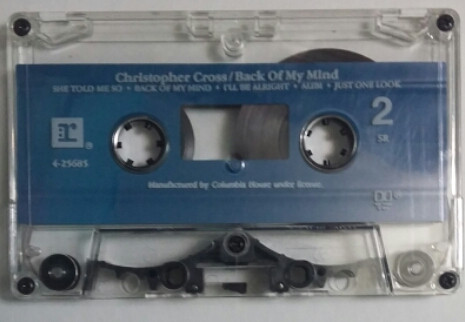 Christopher Cross/Back Of My Mind
SHE TOLD ME SO • BACK OF MY MIND • I'LL BE ALRIGHT • ALIBI • JUST ONE LOOK
2
SR
r ®
4-25685
Manufactured by Columbia House under license.